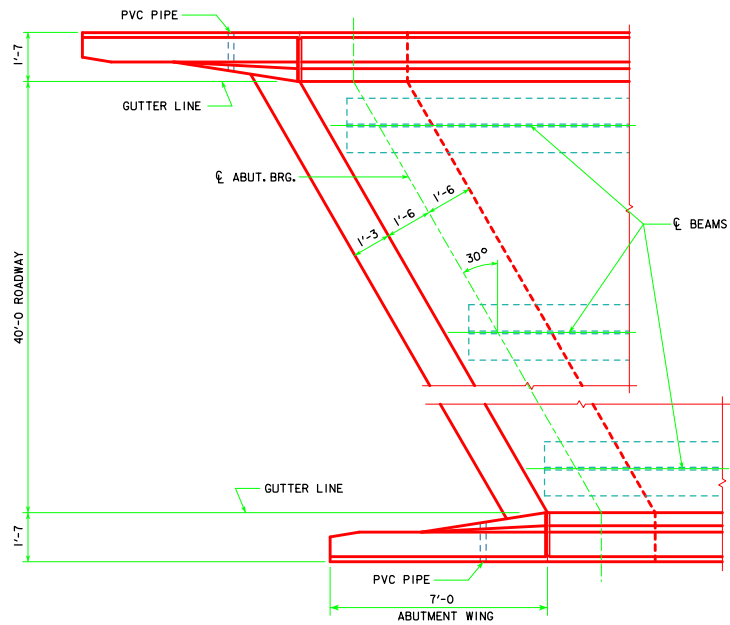 PVC PIPE
1'-7
GUTTER LINE
℄ ABUT. BRG.
1'-6
1'-6
1'-3
℄ BEAMS
30°
40'-0 ROADWAY
GUTTER LINE
1'-7
PVC PIPE
7'-0
ABUTMENT WING